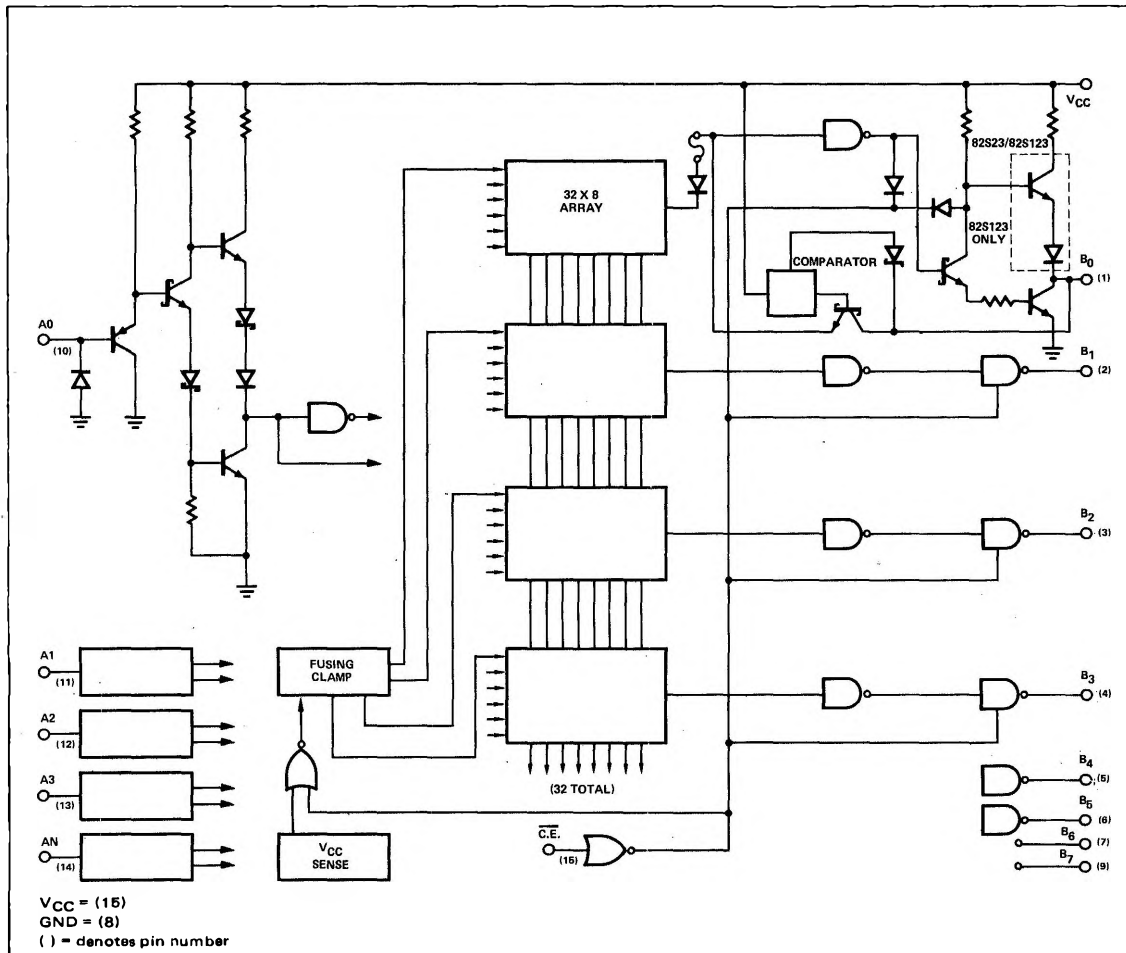 VCC
82S23/82S123
32 X 8
ARRAY
82S123
ONLY
COMPARATOR
B0
(1)
A0
(10)
B1
(2)
B2
(3)
A1
(11)
FUSING
CLAMP
B3
(4)
A2
(12)
A3
(13)
(32 TOTAL)
B4
(5)
B5
(6)
C.E.
(15)
B6
(7)
AN
(14)
VCC
SENSE
B7
(9)
VCC = (15)
GND = (8)
( ) = denotes pin number